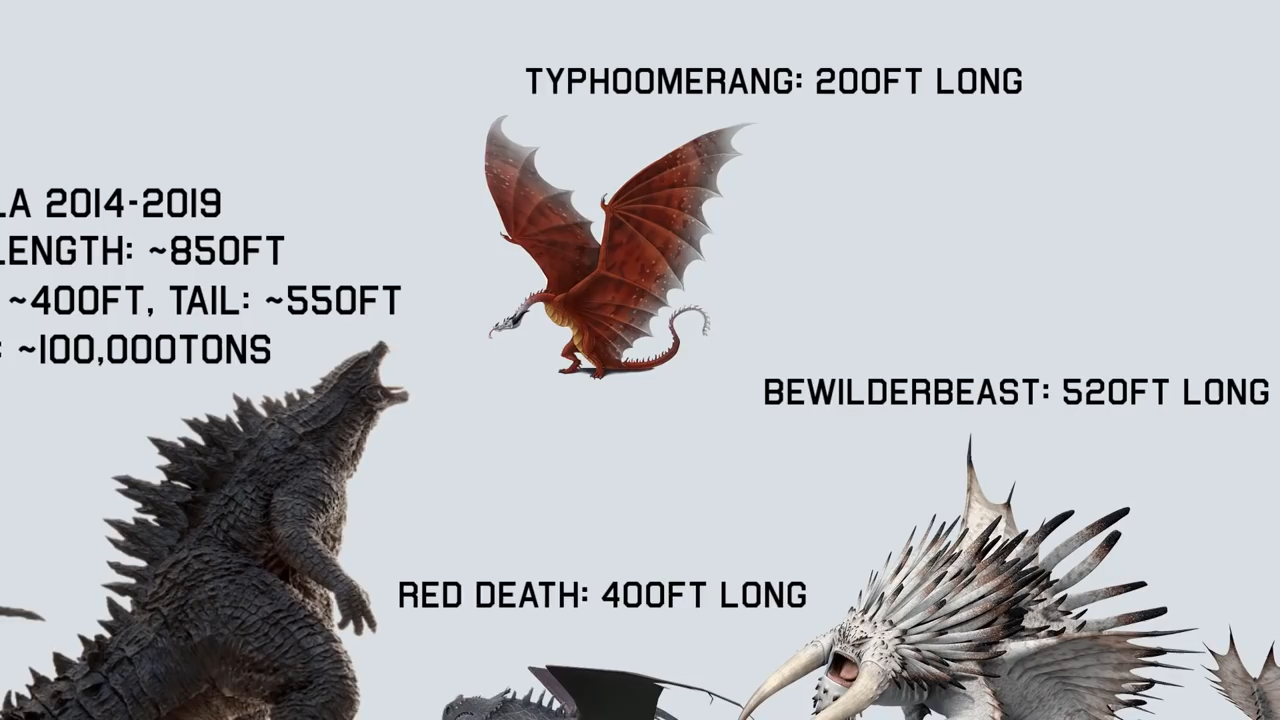 TYPHOOMERANG: 200FT LONG
LA 2014-2019
LENGTH: ~850FT
~400FT, TAIL: ~550FT
: ~100,000TONS
BEWILDERBEAST: 520FT LONG
RED DEATH: 400FT LONG